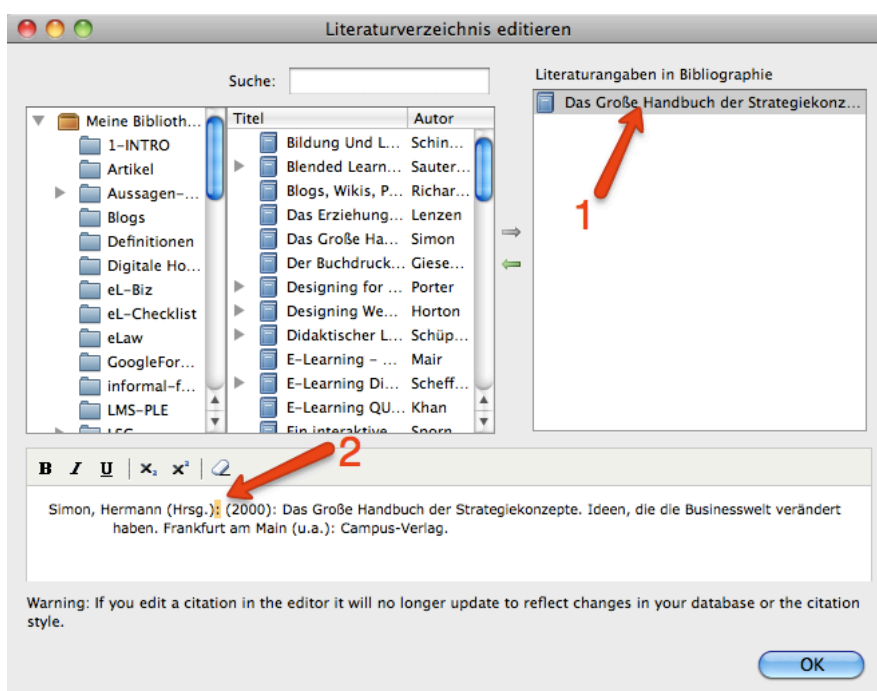 Literaturverzeichnis editieren
Suche:
Literaturangaben in Bibliographie
Das Große Handbuch der Strategiekonz...
Meine Biblioth...
1-INTRO
Artikel
Aussagen-...
Blogs
Definitionen
Digitale Ho...
eL-Biz
eL-Checklist
eLaw
GoogleFor...
informal-f...
LMS-PLE
Titel Autor
Bildung Und L... Schin...
Blended Learn... Sauter...
Blogs, Wikis, P... Richar...
Das Erziehung... Lenzen
Das Große Ha... Simon
Der Buchdruck... Giese...
Designing for ... Porter
Designing We... Horton
Didaktischer L... Schüp...
E-Learning - ... Mair
E-Learning Di... Scheff...
E-Learning QU... Khan
Ein interaktive Sporn
1
2
B I U x₂ x²
Simon, Hermann (Hrsg.): (2000): Das Große Handbuch der Strategiekonzepte. Ideen, die die Businesswelt verändert
haben. Frankfurt am Main (u.a.): Campus-Verlag.
Warning: If you edit a citation in the editor it will no longer update to reflect changes in your database or the citation
style.
OK